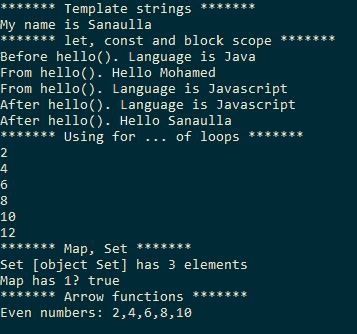 ******* Template strings *******
My name is Sanaulla
******* let, const and block scope *******
Before hello(). Language is Java
From hello(). Hello Mohamed
From hello(). Language is Javascript
After hello(). Language is Javascript
After hello(). Hello Sanaulla
******* Using for ... of loops *******
2
4
6
8
10
12
******* Map, Set *******
Set [object Set] has 3 elements
Map has 1? true
******* Arrow functions *******
Even numbers: 2,4,6,8,10